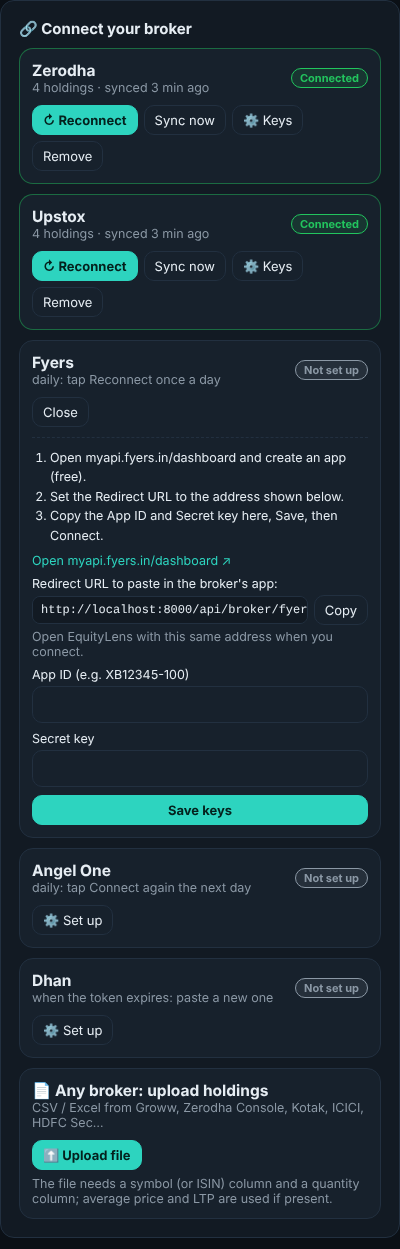 🔗 Connect your broker
Zerodha
Connected
4 holdings · synced 3 min ago
↻ Reconnect
Sync now
⚙️ Keys
Remove
Upstox
Connected
4 holdings · synced 3 min ago
↻ Reconnect
Sync now
⚙️ Keys
Remove
Fyers
Not set up
daily: tap Reconnect once a day
Close
1. Open myapi.fyers.in/dashboard and create an app
(free).
2. Set the Redirect URL to the address shown below.
3. Copy the App ID and Secret key here, Save, then
Connect.
Open myapi.fyers.in/dashboard ↗
Redirect URL to paste in the broker's app:
http://localhost:8000/api/broker/fyer
Copy
Open EquityLens with this same address when you
connect.
App ID (e.g. XB12345-100)
Secret key
Save keys
Angel One
Not set up
daily: tap Connect again the next day
⚙️ Set up
Dhan
Not set up
when the token expires: paste a new one
⚙️ Set up
📄 Any broker: upload holdings
CSV / Excel from Groww, Zerodha Console, Kotak, ICICI,
HDFC Sec…
⬆️ Upload file
The file needs a symbol (or ISIN) column and a quantity
column; average price and LTP are used if present.